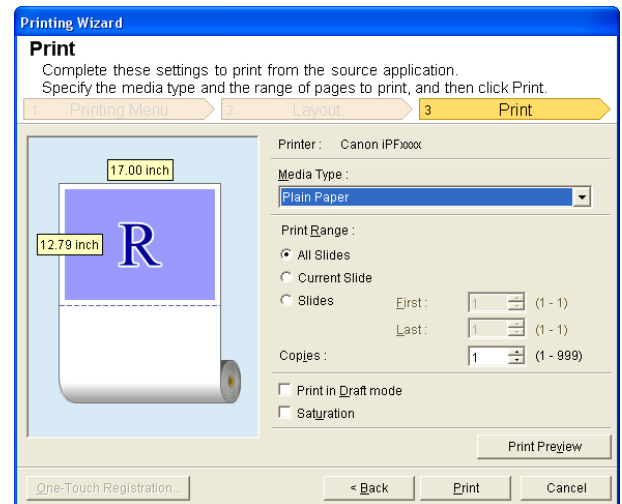 Printing Wizard
Print
Complete these settings to print from the source application.
Specify the media type and the range of pages to print, and then click Print.
1 Printing Menu 2 Layout 3 Print
Printer : Canon iPFxxxx
17.00 inch
Media Type :
Plain Paper
12.79 inch
R
Print Range :
All Slides
Current Slide
Slides First : 1 (1 - 1)
Last : 1 (1 - 1)
Copies : 1 (1 - 999)
Print in Draft mode
Saturation
Print Preview
One-Touch Registration... < Back Print Cancel